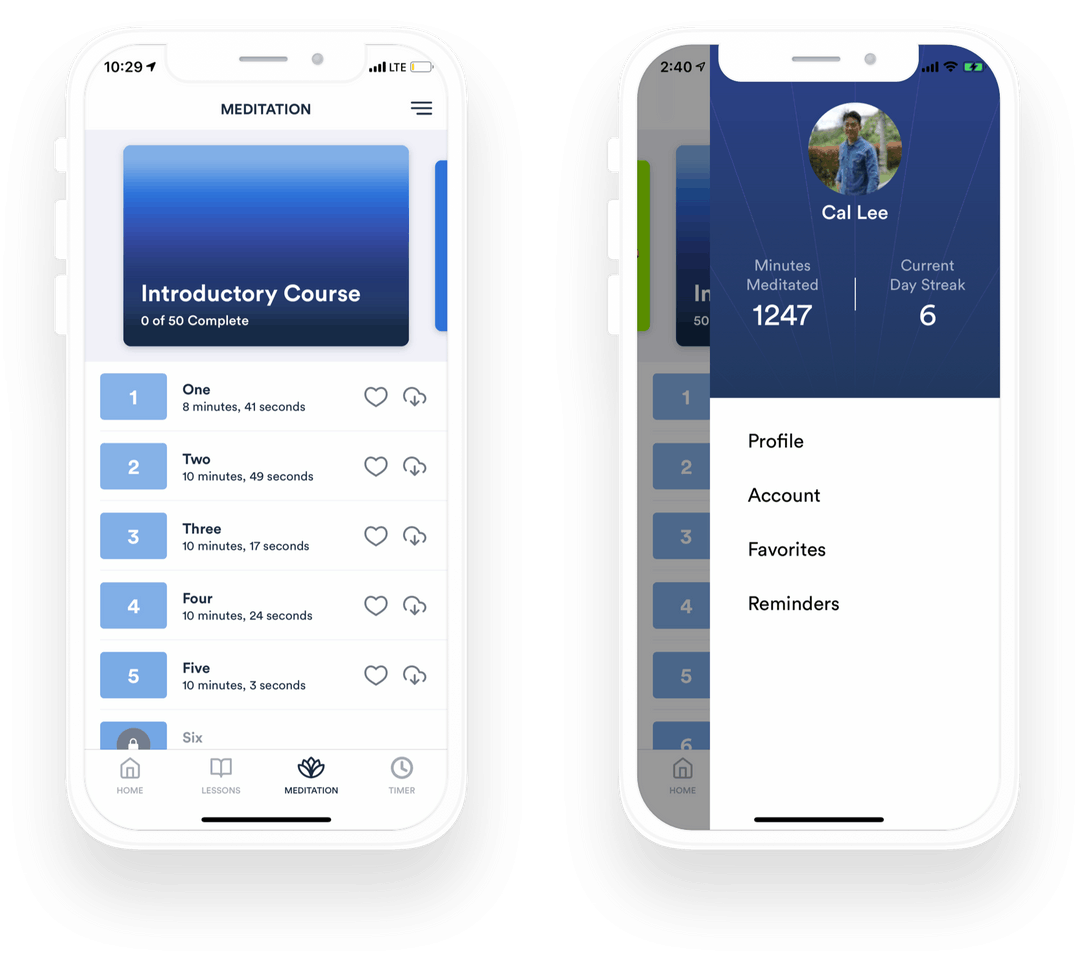 10:29
LTE
MEDITATION
Introductory Course
0 of 50 Complete
1
One
8 minutes, 41 seconds
2
Two
10 minutes, 49 seconds
3
Three
10 minutes, 17 seconds
4
Four
10 minutes, 24 seconds
5
Five
10 minutes, 3 seconds
Six
HOME
LESSONS
MEDITATION
TIMER
2:40
In
50
1
2
3
4
5
6
HOME
Cal Lee
Minutes
Meditated
1247
Current
Day Streak
6
Profile
Account
Favorites
Reminders